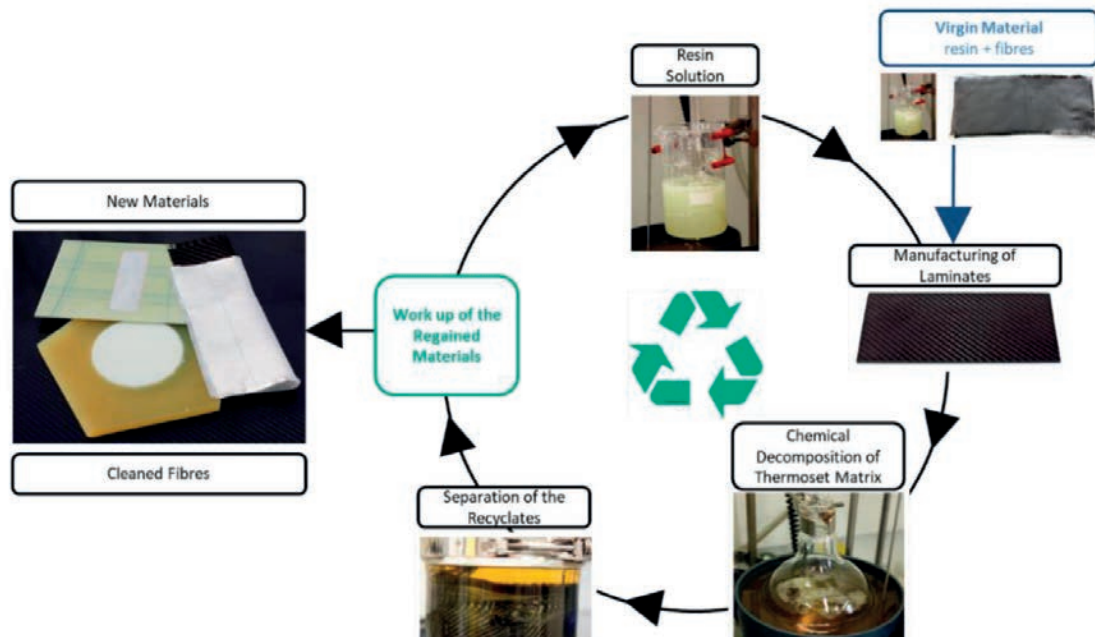 Resin
Solution
Virgin Material
resin + fibres
New Materials
Manufacturing of
Laminates
Work up of the
Regained
Materials
Chemical
Decomposition of
Thermoset Matrix
Cleaned Fibres
Separation of the
Recyclates